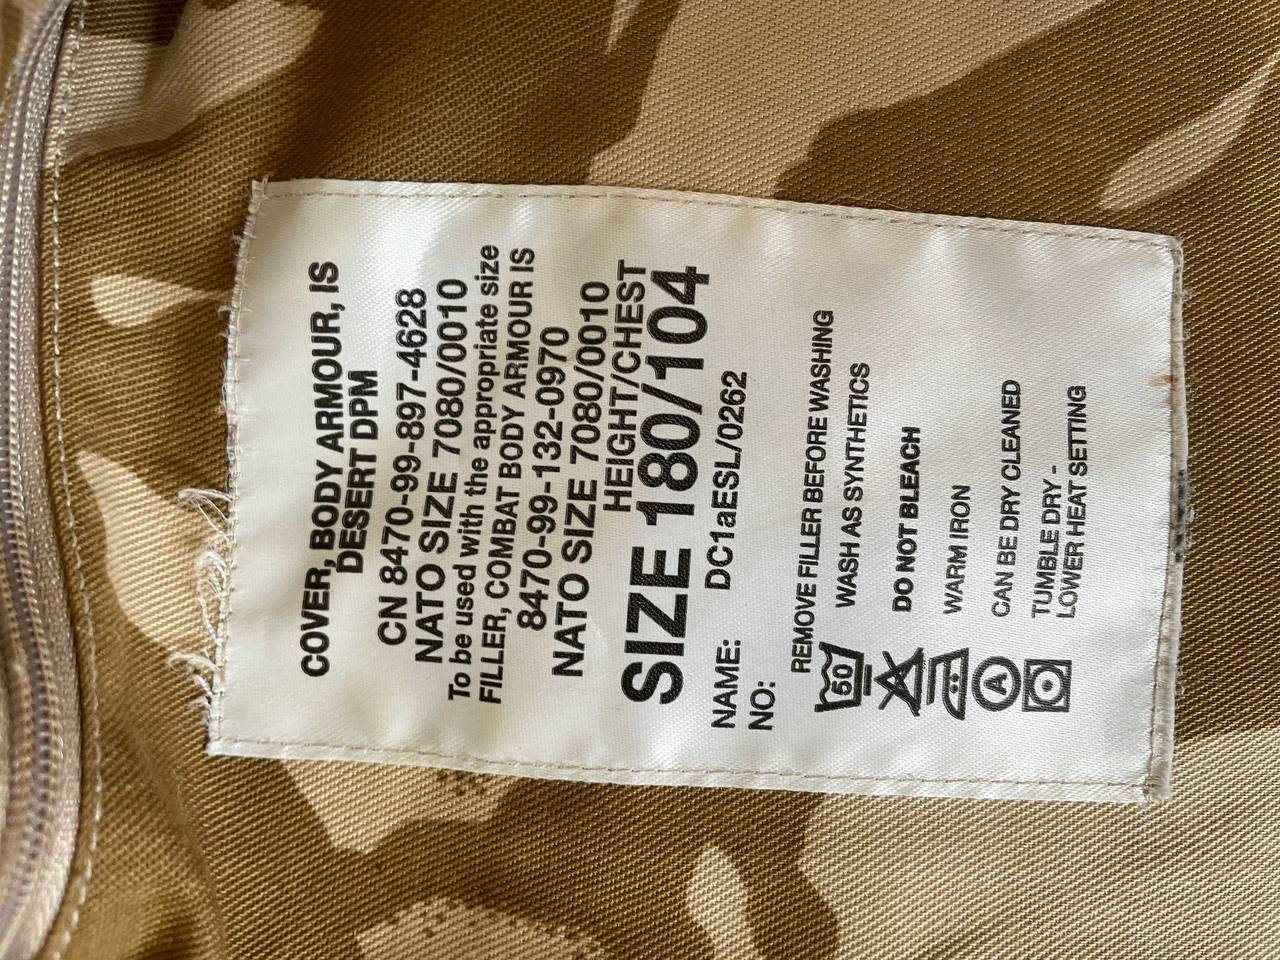 COVER, BODY ARMOUR, IS
DESERT DPM
CN 8470-99-897-4628
NATO SIZE 7080/0010
To be used with the appropriate size
FILLER, COMBAT BODY ARMOUR IS
8470-99-132-0970
NATO SIZE 7080/0010
HEIGHT/CHEST
SIZE 180/104
NAME: DC1aESL/0262
NO:
REMOVE FILLER BEFORE WASHING
50 WASH AS SYNTHETICS
DO NOT BLEACH
WARM IRON
A CAN BE DRY CLEANED
TUMBLE DRY -
LOWER HEAT SETTING